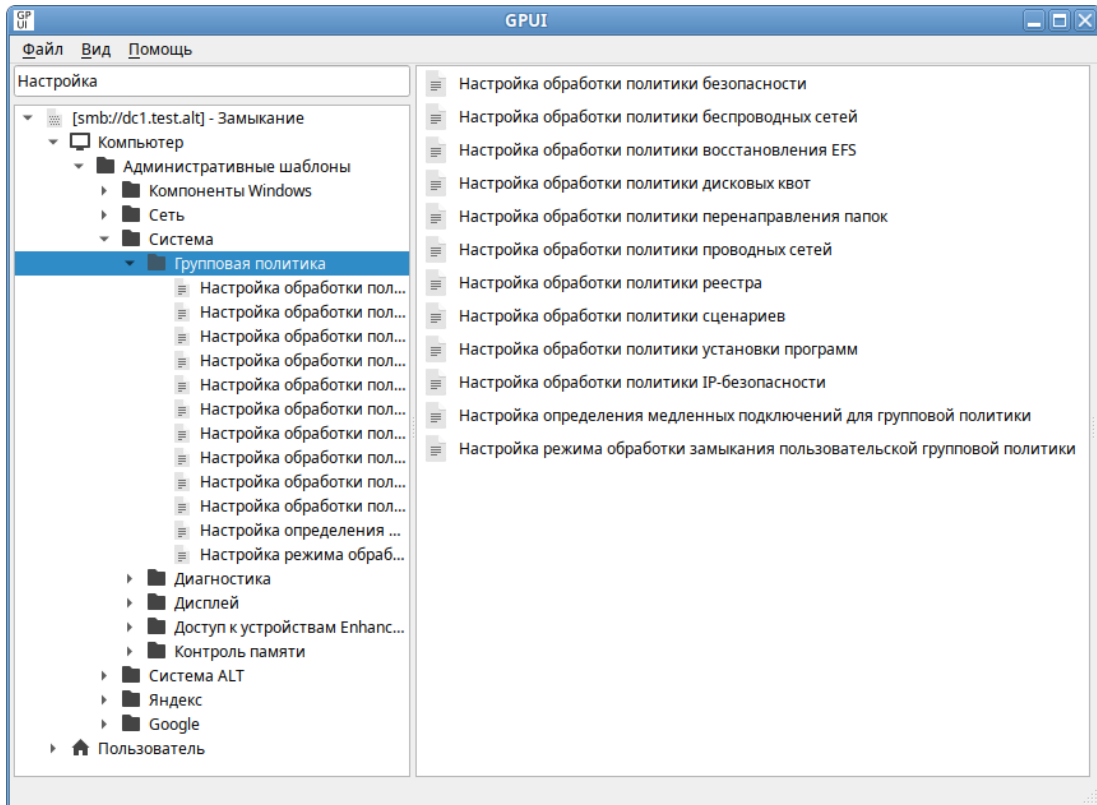 GP
UI
GPUI
Файл Вид Помощь
Настройка
[smb://dc1.test.alt] - Замыкание
Компьютер
Административные шаблоны
Компоненты Windows
Сеть
Система
Групповая политика
Настройка обработки пол...
Настройка обработки пол...
Настройка обработки пол...
Настройка обработки пол...
Настройка обработки пол...
Настройка обработки пол...
Настройка обработки пол...
Настройка обработки пол...
Настройка обработки пол...
Настройка обработки пол...
Настройка определения ...
Настройка режима обраб...
Диагностика
Дисплей
Доступ к устройствам Enhanc...
Контроль памяти
Система ALT
Яндекс
Google
Пользователь
Настройка обработки политики безопасности
Настройка обработки политики беспроводных сетей
Настройка обработки политики восстановления EFS
Настройка обработки политики дисковых квот
Настройка обработки политики перенаправления папок
Настройка обработки политики проводных сетей
Настройка обработки политики реестра
Настройка обработки политики сценариев
Настройка обработки политики установки программ
Настройка обработки политики IP-безопасности
Настройка определения медленных подключений для групповой политики
Настройка режима обработки замыкания пользовательской групповой политики